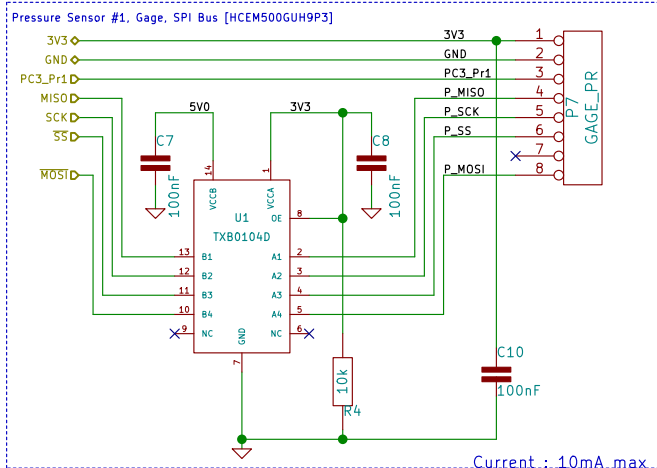 Pressure Sensor #1, Gage, SPI Bus [HCEM500GUH9P3]
3V3 3V3 1
GND GND 2
PC3_Pr1 PC3_Pr1 3
MISO P_MISO 4
SCK 5V0 3V3 P_SCK 5
SS P_SS 6
7
MOSI P_MOSI 8
P7
GAGE_PR
C7
100nF
C8
100nF
14 1
VCCB VCCA
U1
TXB0104D
OE 8
13 B1 A1 2
12 B2 A2 3
11 B3 A3 4
10 B4 A4 5
9 NC NC 6
GND
7
10k
R4
C10
100nF
Current : 10mA max